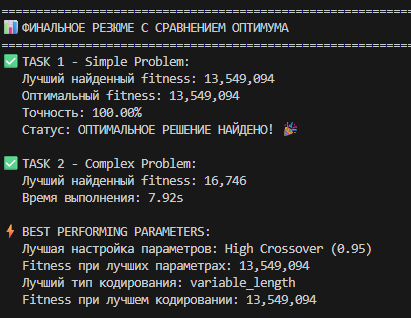 ==================================================
📊 ФИНАЛЬНОЕ РЕЗЮМЕ С СРАВНЕНИЕМ ОПТИМУМА
==================================================
✅ TASK 1 - Simple Problem:
Лучший найденный fitness: 13,549,094
Оптимальный fitness: 13,549,094
Точность: 100.00%
Статус: ОПТИМАЛЬНОЕ РЕШЕНИЕ НАЙДЕНО! 🎉
✅ TASK 2 - Complex Problem:
Лучший найденный fitness: 16,746
Время выполнения: 7.92s
⚡ BEST PERFORMING PARAMETERS:
Лучшая настройка параметров: High Crossover (0.95)
Fitness при лучших параметрах: 13,549,094
Лучший тип кодирования: variable_length
Fitness при лучшем кодировании: 13,549,094